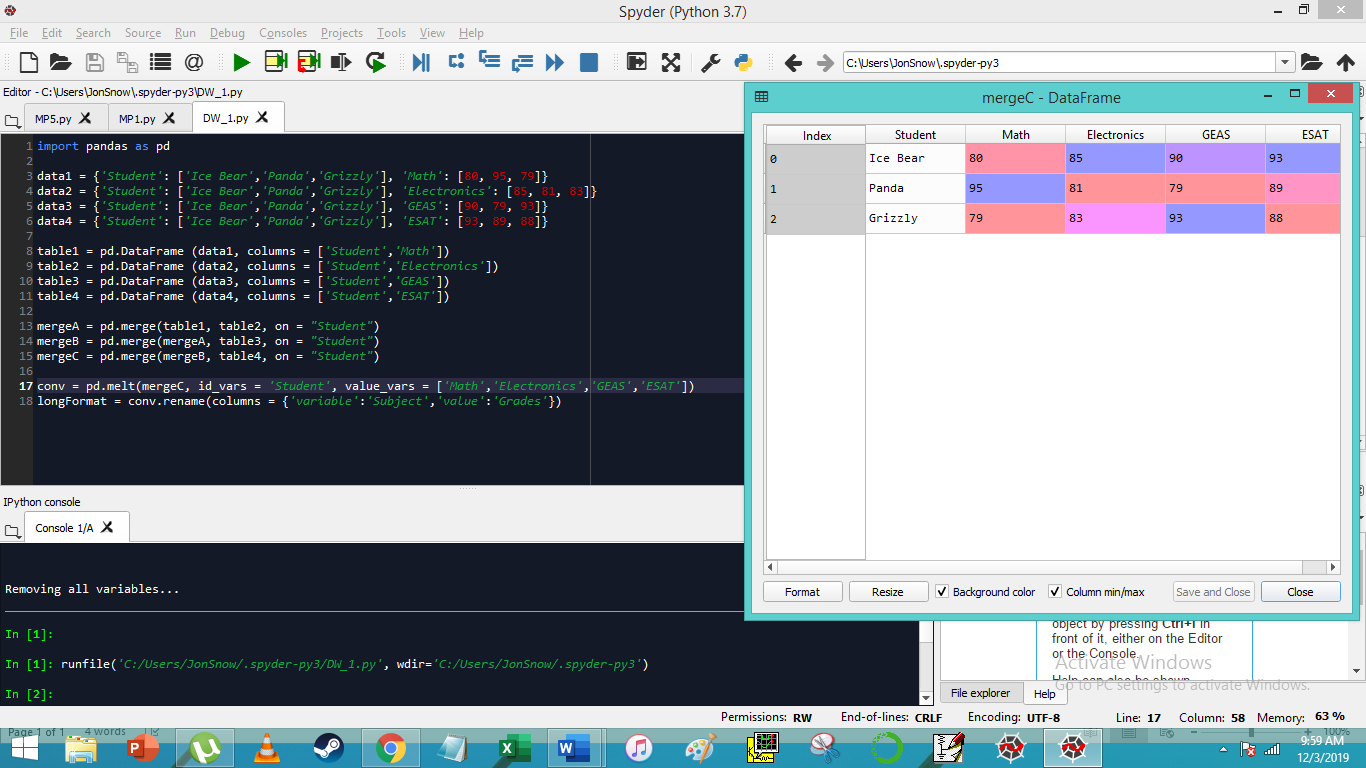 Spyder (Python 3.7)
File Edit Search Source Run Debug Consoles Projects Tools View Help
C:\Users\JonSnow\.spyder-py3
Editor - C:\Users\JonSnow\.spyder-py3\DW_1.py
MP5.py MP1.py DW_1.py
1 import pandas as pd
2
3 data1 = {'Student': ['Ice Bear','Panda','Grizzly'], 'Math': [80, 95, 79]}
4 data2 = {'Student': ['Ice Bear','Panda','Grizzly'], 'Electronics': [85, 81, 83]}
5 data3 = {'Student': ['Ice Bear','Panda','Grizzly'], 'GEAS': [90, 79, 93]}
6 data4 = {'Student': ['Ice Bear','Panda','Grizzly'], 'ESAT': [93, 89, 88]}
7
8 table1 = pd.DataFrame (data1, columns = ['Student','Math'])
9 table2 = pd.DataFrame (data2, columns = ['Student','Electronics'])
10 table3 = pd.DataFrame (data3, columns = ['Student','GEAS'])
11 table4 = pd.DataFrame (data4, columns = ['Student','ESAT'])
12
13 mergeA = pd.merge(table1, table2, on = "Student")
14 mergeB = pd.merge(mergeA, table3, on = "Student")
15 mergeC = pd.merge(mergeB, table4, on = "Student")
16
17 conv = pd.melt(mergeC, id_vars = 'Student', value_vars = ['Math','Electronics','GEAS','ESAT'])
18 longFormat = conv.rename(columns = {'variable':'Subject','value':'Grades'})
mergeC - DataFrame
Index Student Math Electronics GEAS ESAT
0 Ice Bear 80 85 90 93
1 Panda 95 81 79 89
2 Grizzly 79 83 93 88
Format Resize Background color Column min/max Save and Close Close
IPython console
Console 1/A
Removing all variables...
In [1]:
In [1]: runfile('C:/Users/JonSnow/.spyder-py3/DW_1.py', wdir='C:/Users/JonSnow/.spyder-py3')
In [2]:
object by pressing Ctrl+I in
front of it, either on the Editor
or the Console.
Help can also be shown
Activate Windows
Go to PC settings to activate Windows.
File explorer Help
Permissions: RW End-of-lines: CRLF Encoding: UTF-8 Line: 17 Column: 58 Memory: 63 %
Page 1 of 1 4 words 100%
9:59 AM
12/3/2019